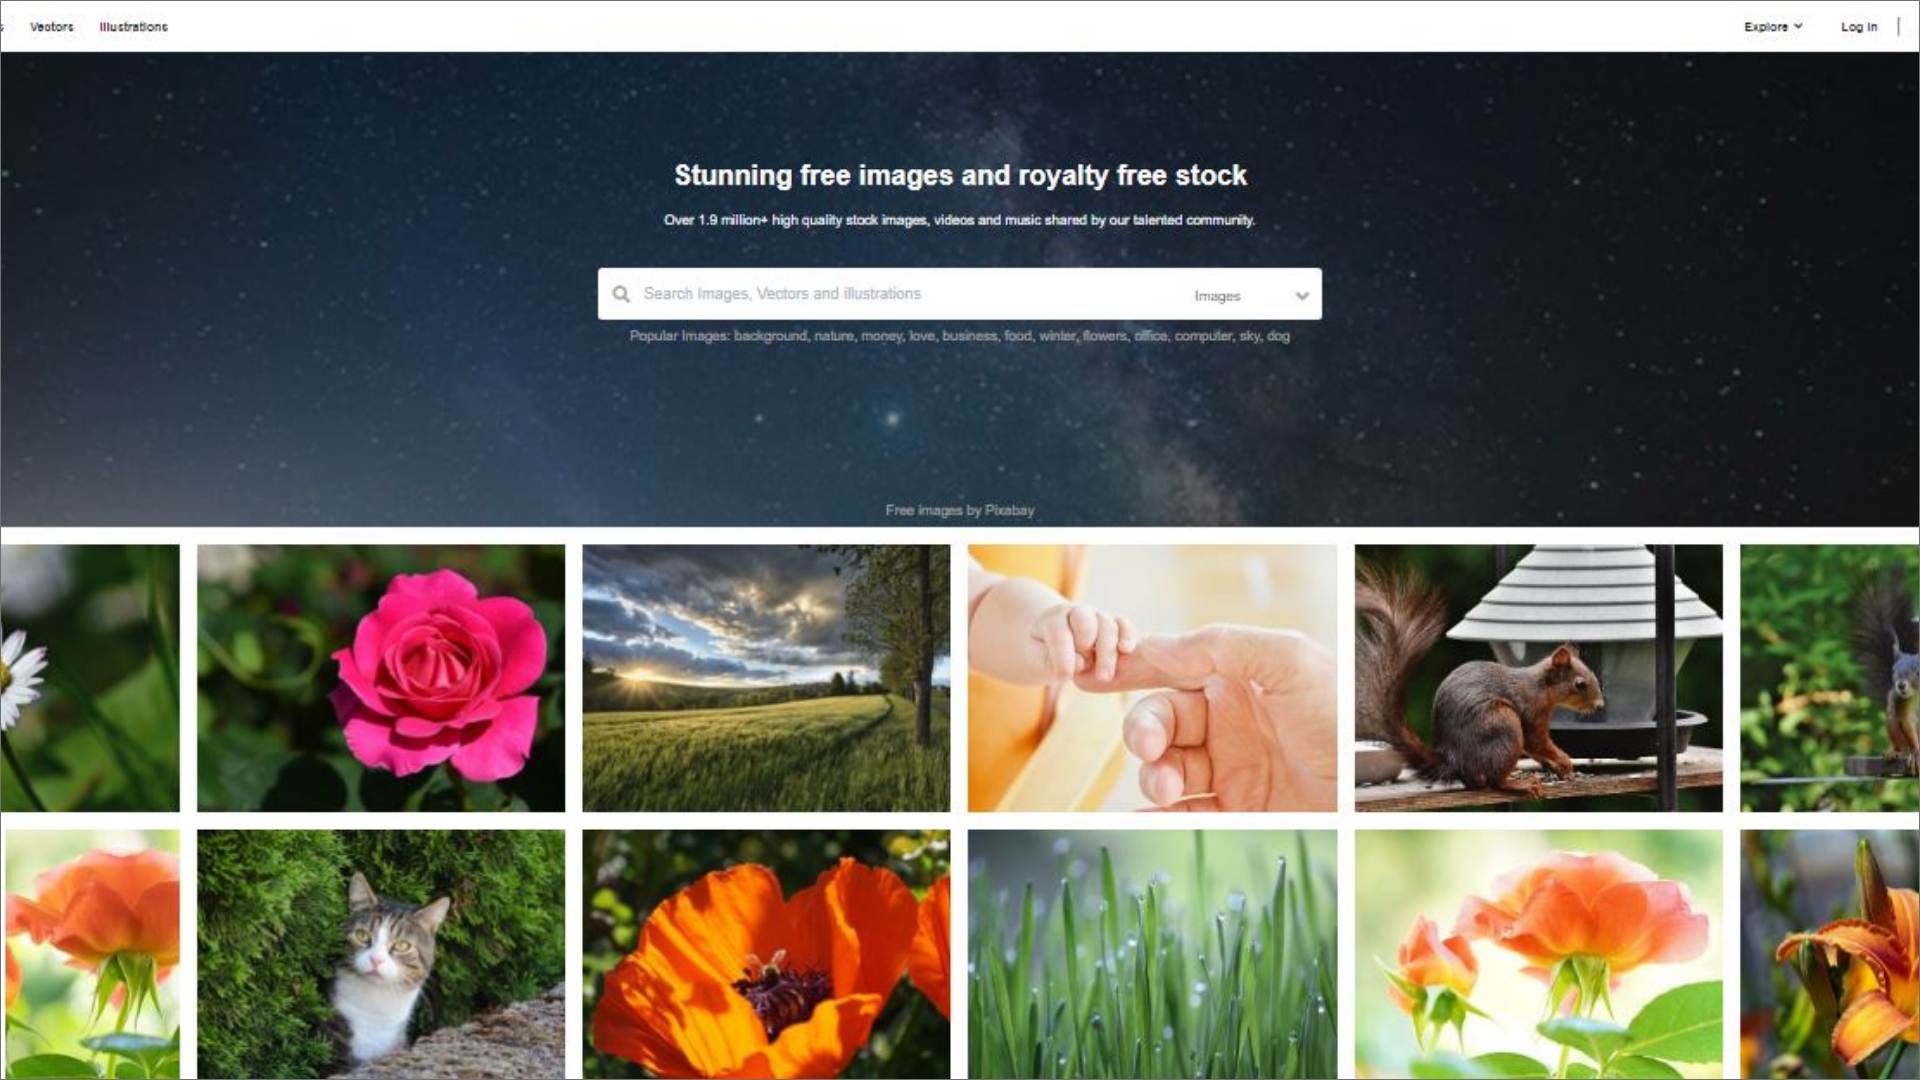 Vectors
Illustrations
Explore
Log in
Stunning free images and royalty free stock
Over 1.9 million+ high quality stock images, videos and music shared by our talented community.
Search Images, Vectors and illustrations
Images
Popular Images: background, nature, money, love, business, food, winter, flowers, office, computer, sky, dog
Free images by Pixabay